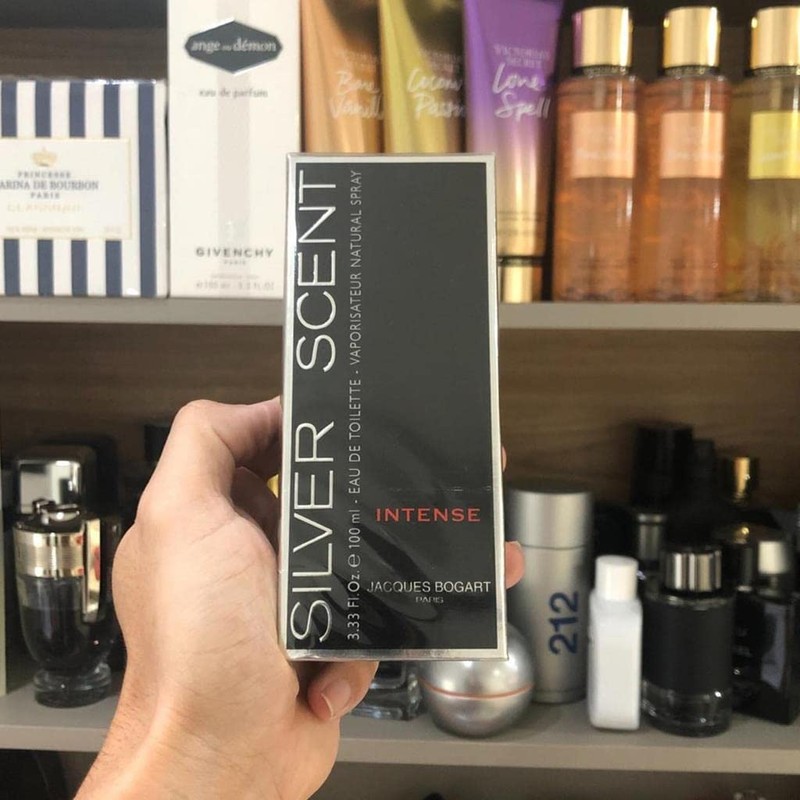 SILVER SCENT
3.33 Fl.Oz. ℮ 100 ml - EAU DE TOILETTE - VAPORISATEUR NATURAL SPRAY
INTENSE
JACQUES BOGART
PARIS
ange ou démon
eau de parfum
GIVENCHY
PARIS
PRINCESSE
MARINA DE BOURBON
PARIS
VICTORIA'S
SECRET
Love
Spell
Bare
Vanilla
Coconut
Passion
212